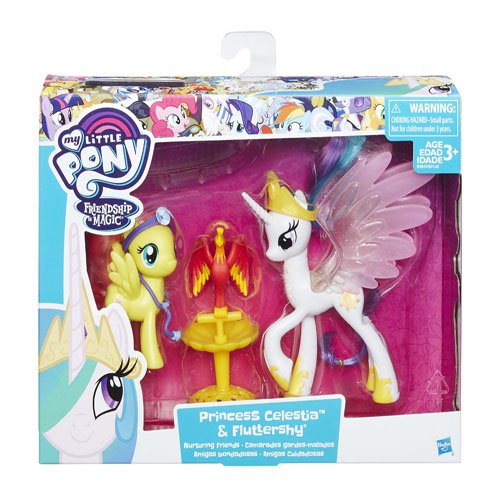 my LITTLE PONY
FRIENDSHIP IS MAGIC
WARNING:
CHOKING HAZARD-Small parts.
Not for children under 3 years.
AGE
EDAD
IDADE
3+
Princess Celestia™
& Fluttershy®
Nurturing Friends • Camarades gardes-malades
Amigas bondadosas • Amigas Cuidadosas
Hasbro